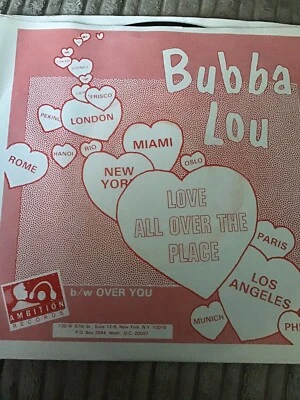 Bubba
Lou
'FRISCO
PEKING
LONDON
MIAMI
ROME
HANOI
RIO
OSLO
NEW
YORK
LOVE
ALL OVER THE
PLACE
PARIS
LOS
ANGELES
MUNICH
b/w OVER YOU
AMBITION
RECORDS